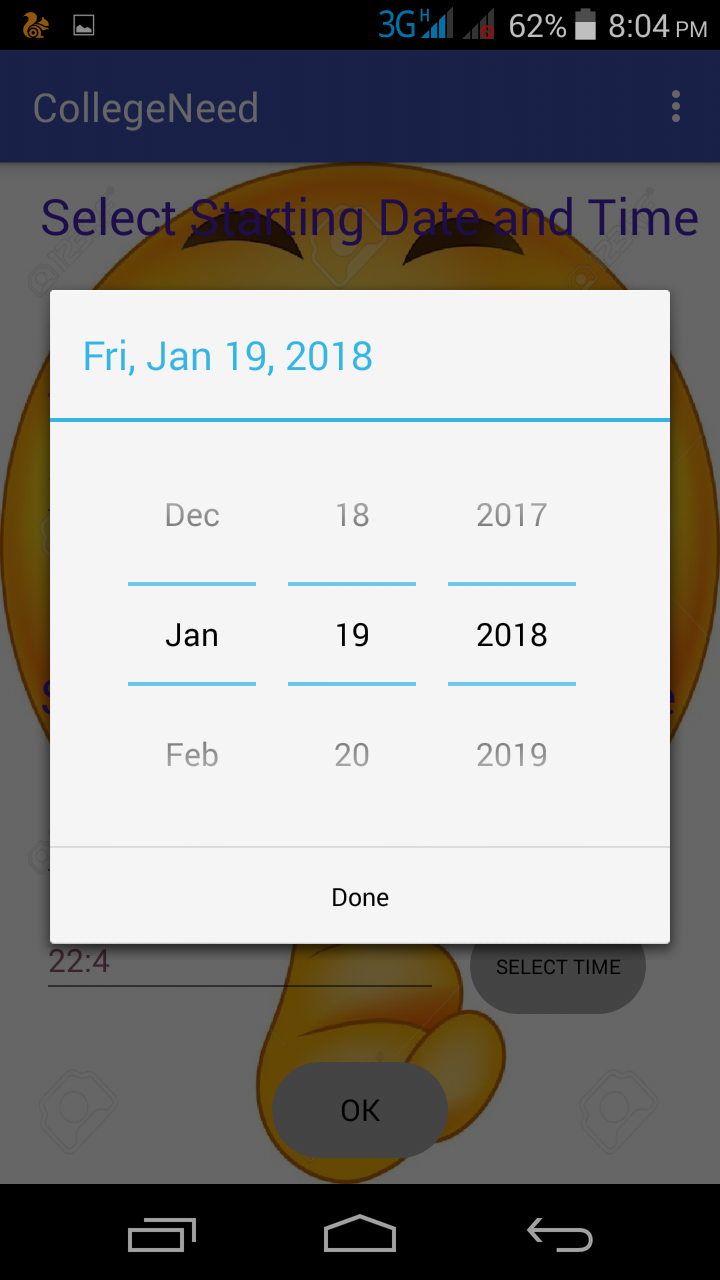 3G H 62% 8:04 PM
CollegeNeed
Select Starting Date and Time
Fri, Jan 19, 2018
Dec 18 2017
Jan 19 2018
Feb 20 2019
Done
22:4 SELECT TIME
OK